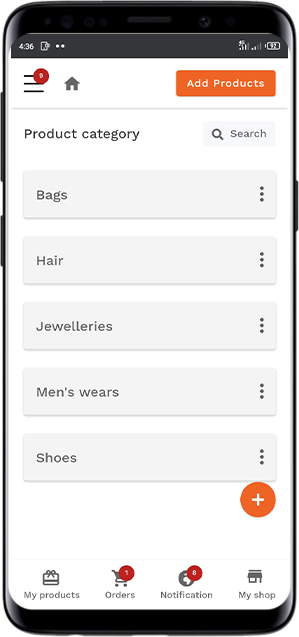 4:36 92
9
Add Products
Product category
Search
Bags
Hair
Jewelleries
Men's wears
Shoes
+
1 8
My products Orders Notification My shop